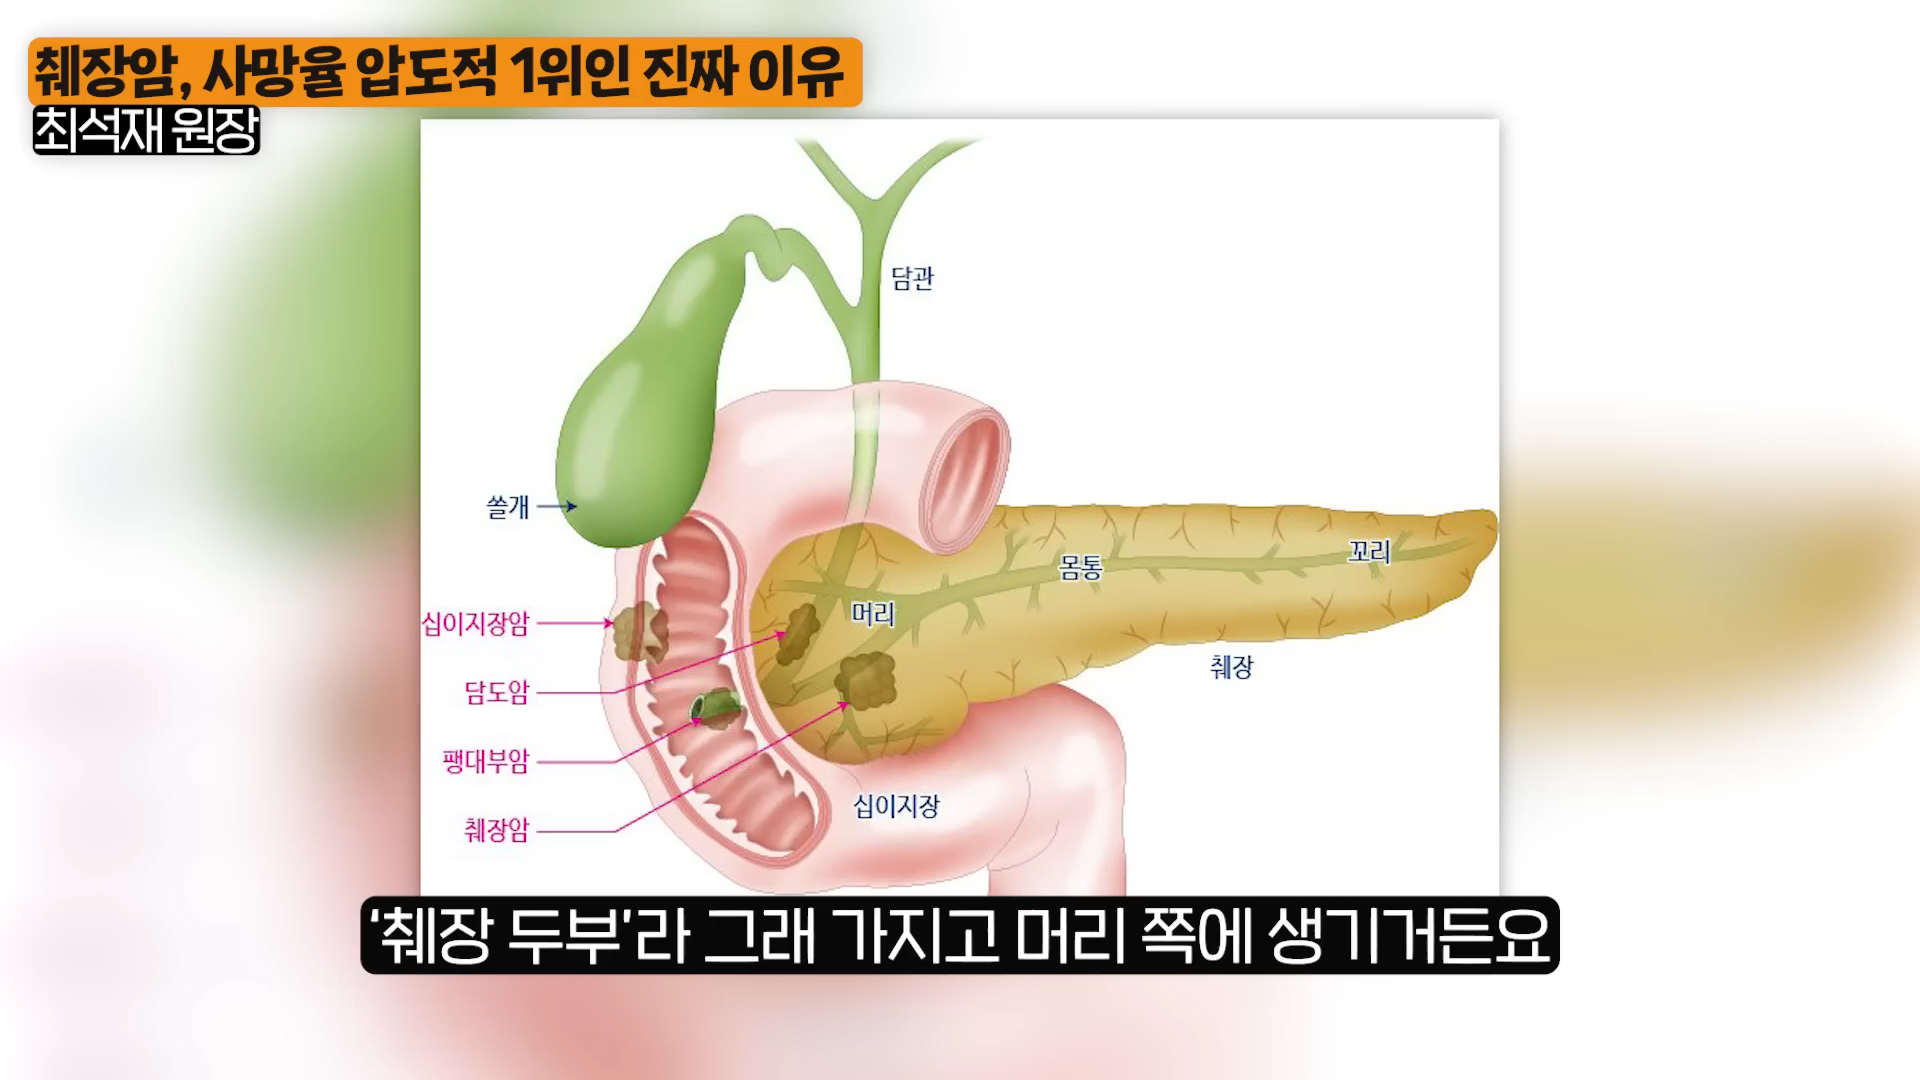 췌장암, 사망율 압도적 1위인 진짜 이유
최석재 원장
담관
쓸개
몸통
꼬리
머리
십이지장암
췌장
담도암
팽대부암
십이지장
췌장암
‘췌장 두부’라 그래 가지고 머리 쪽에 생기거든요